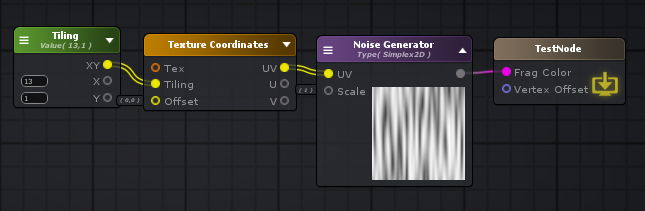 Tiling
Value( 13,1 )
XY
13
X
1
Y
Texture Coordinates
Tex
UV
Tiling
U
( 0,0 )
Offset
V
Noise Generator
Type( Simplex2D )
UV
( 1 )
Scale
TestNode
Frag Color
Vertex Offset